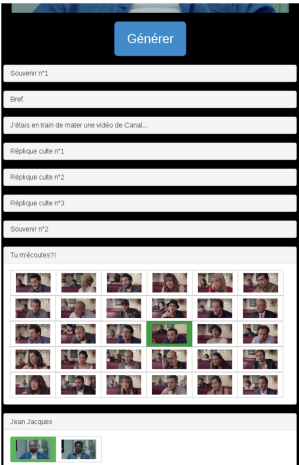 Générer
Souvenir n°1
Bref.
J'étais en train de mater une vidéo de Canal...
Réplique culte n°1
Réplique culte n°2
Réplique culte n°3
Souvenir n°2
Tu m'écoutes?!
Jean Jacques